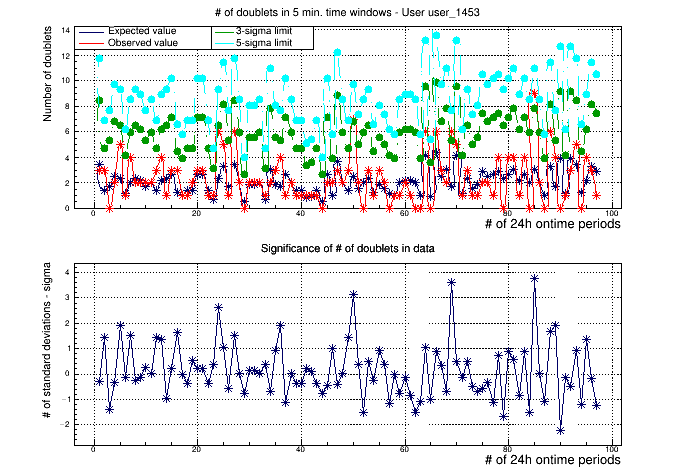 # of doublets in 5 min. time windows - User user_1453
Number of doublets
Expected value
Observed value
3-sigma limit
5-sigma limit
14
12
10
8
6
4
2
0
0 20 40 60 80 100
# of 24h ontime periods
Significance of # of doublets in data
# of standard deviations - sigma
4
3
2
1
0
−1
−2
0 20 40 60 80 100
# of 24h ontime periods